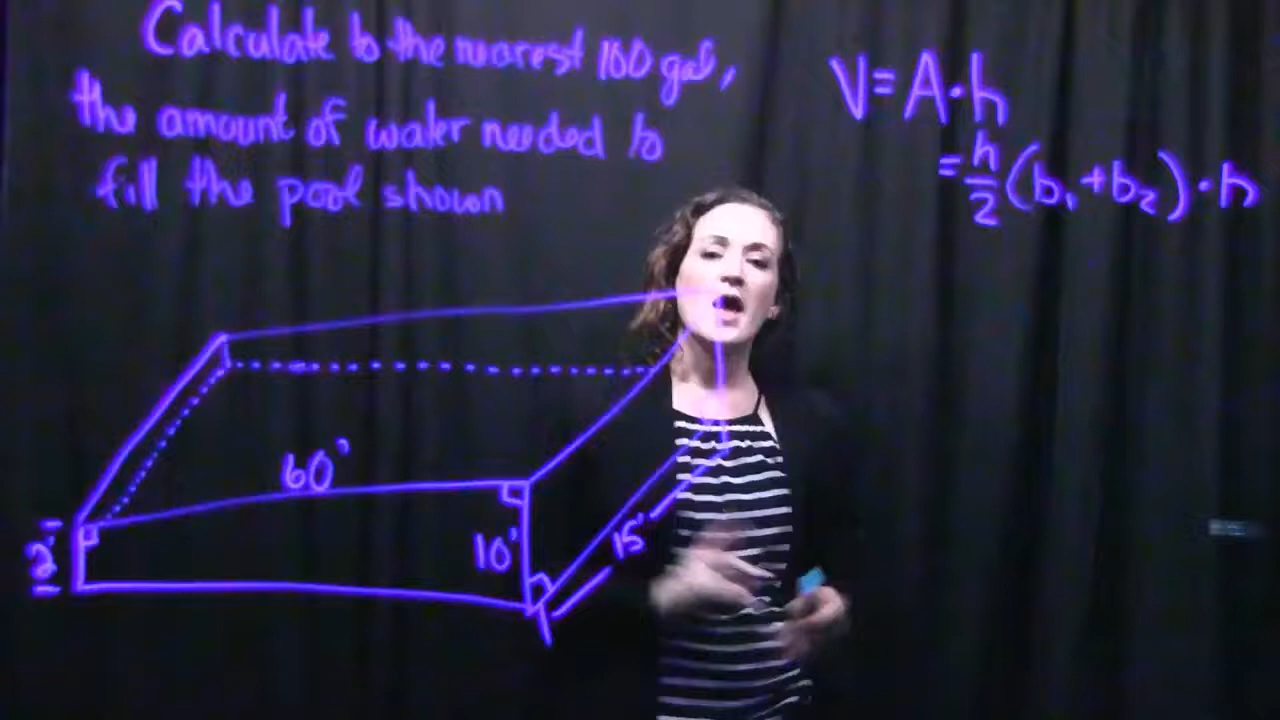 Calculate to the nearest 100 gal,
the amount of water needed to
fill the pool shown
V=A·h
=h/2(b₁+b₂)·h
60'
2'
10'
15'